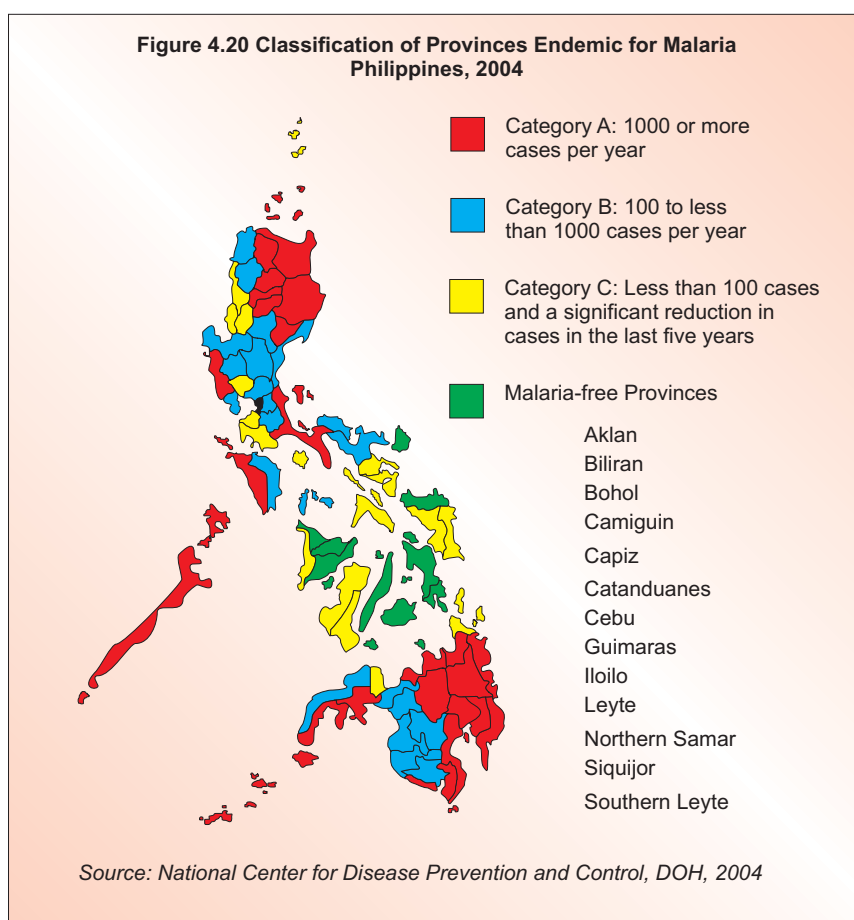 Figure 4.20 Classification of Provinces Endemic for Malaria
Philippines, 2004
Category A: 1000 or more
cases per year
Category B: 100 to less
than 1000 cases per year
Category C: Less than 100 cases
and a significant reduction in
cases in the last five years
Malaria-free Provinces
Aklan
Biliran
Bohol
Camiguin
Capiz
Catanduanes
Cebu
Guimaras
Iloilo
Leyte
Northern Samar
Siquijor
Southern Leyte
Source: National Center for Disease Prevention and Control, DOH, 2004